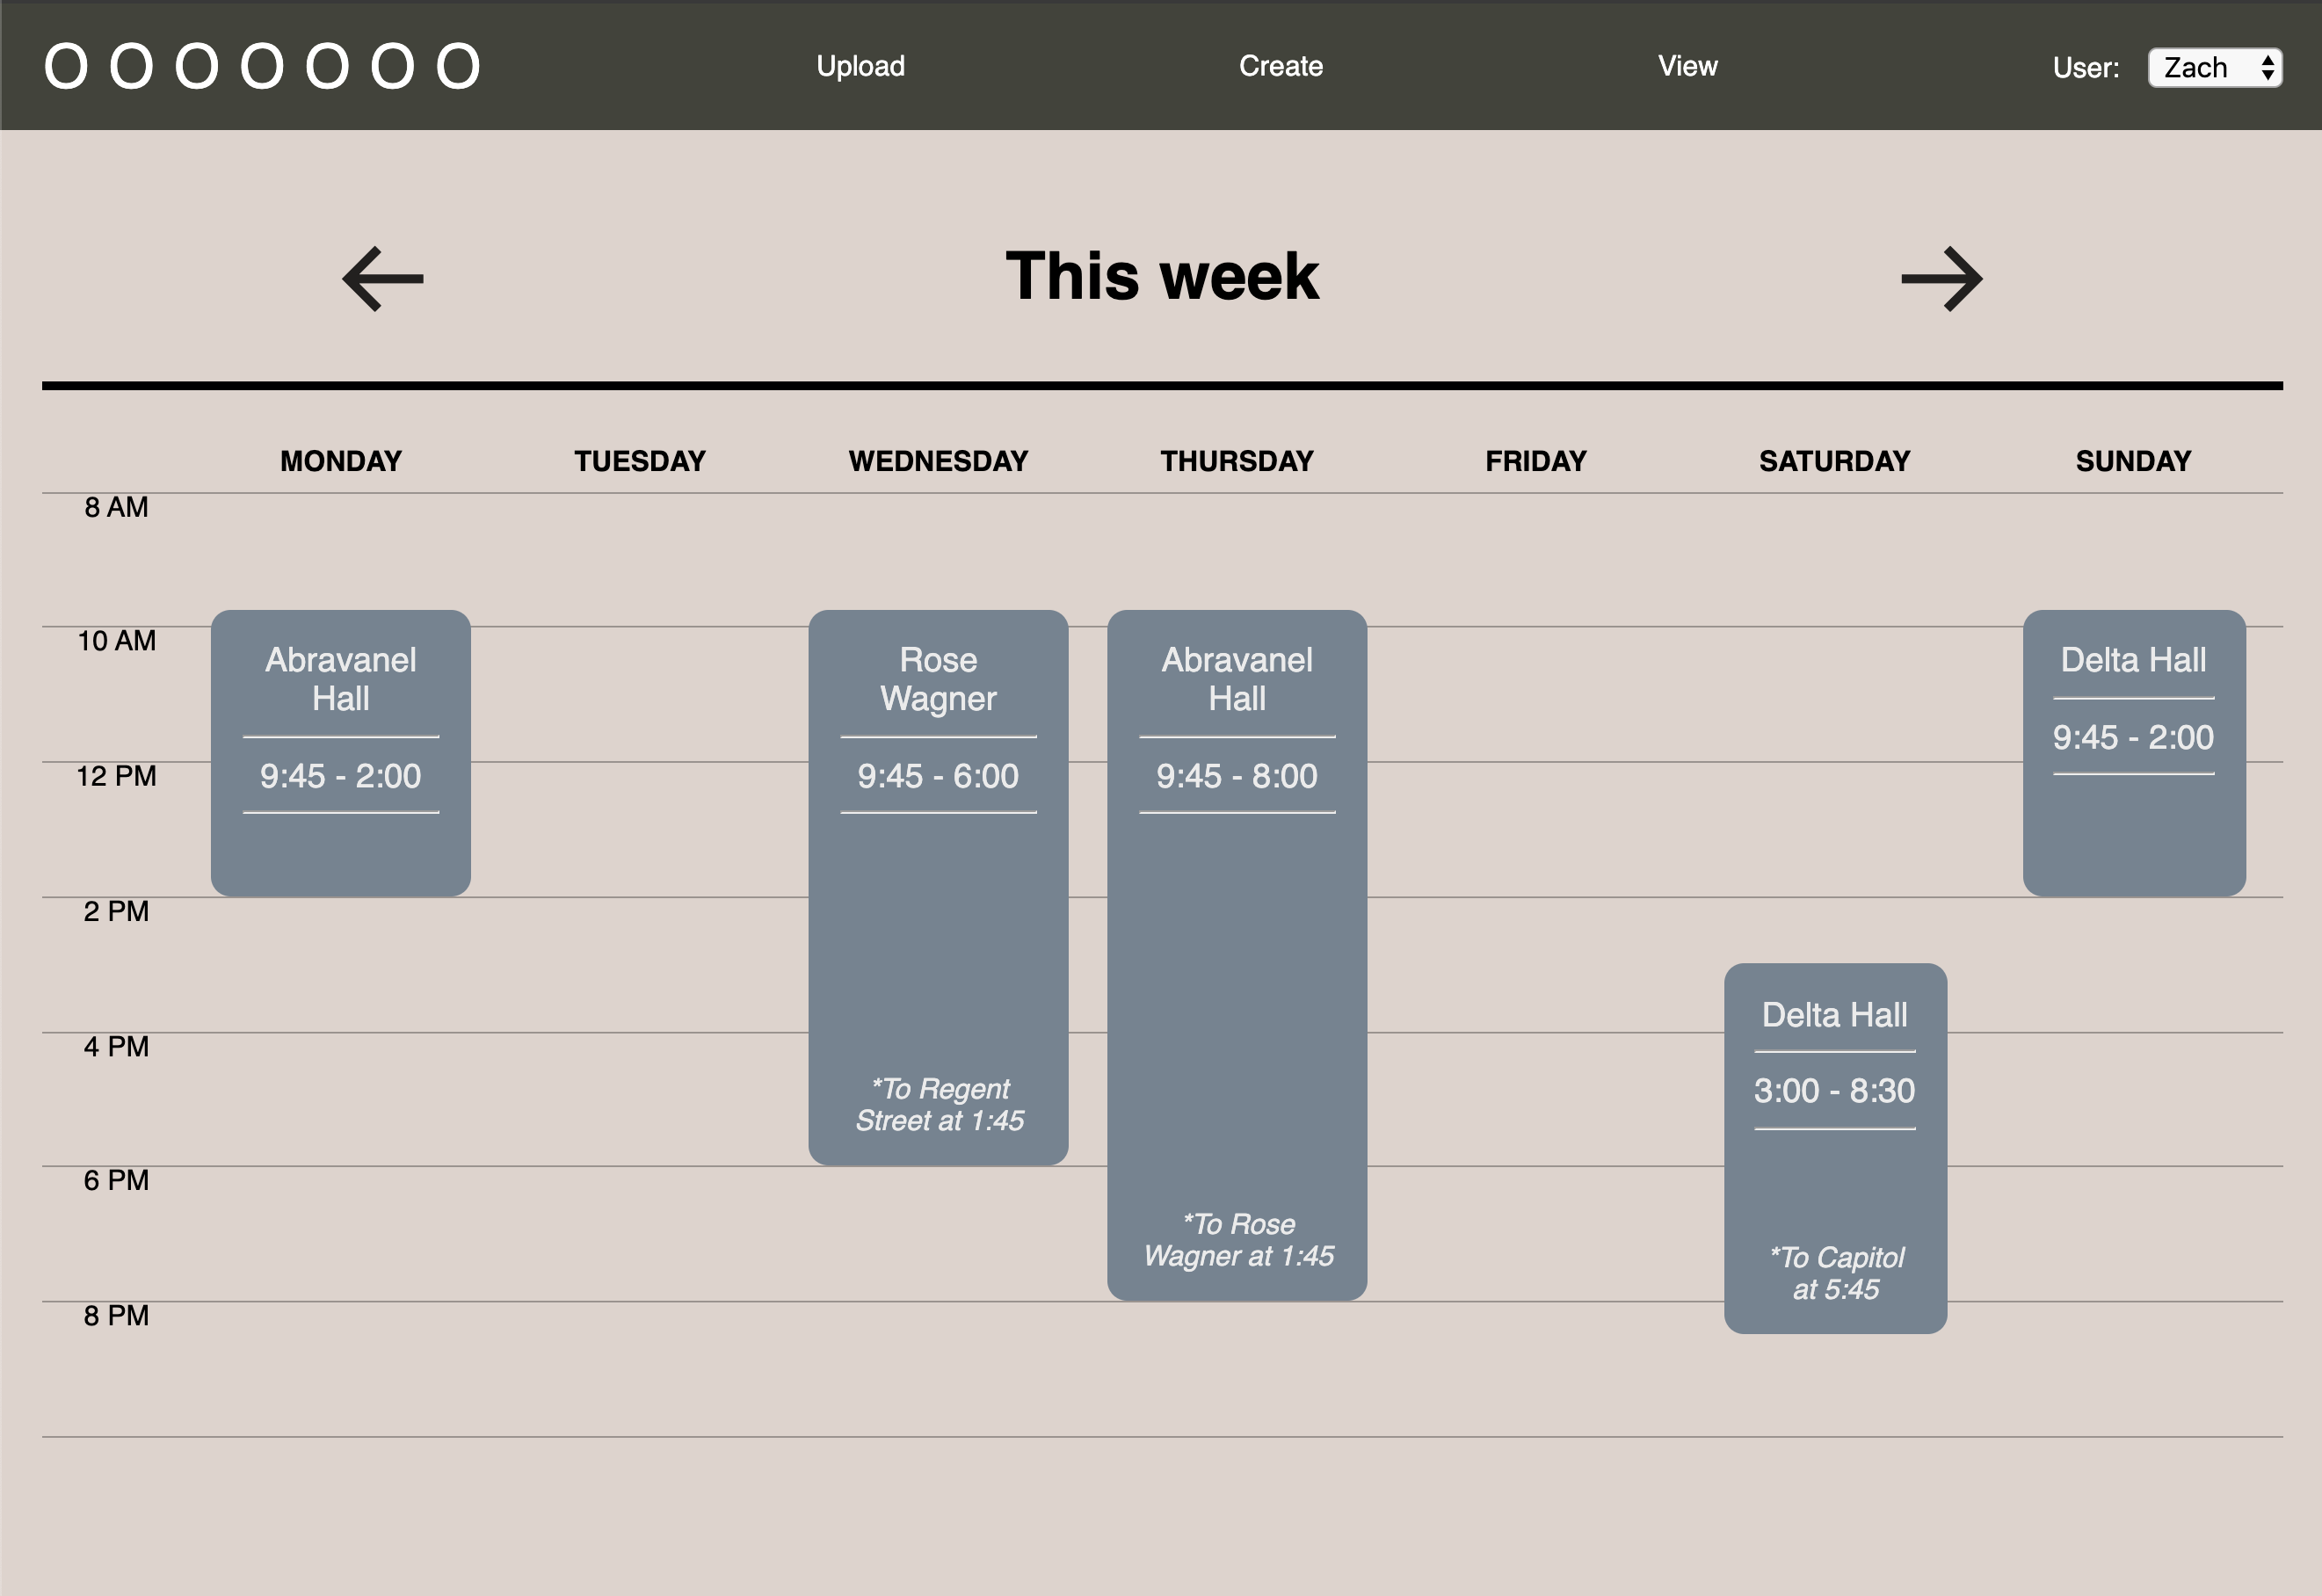 O O O O O O O
Upload
Create
View
User:
Zach
This week
MONDAY
TUESDAY
WEDNESDAY
THURSDAY
FRIDAY
SATURDAY
SUNDAY
8 AM
10 AM
12 PM
2 PM
4 PM
6 PM
8 PM
Abravanel
Hall
9:45 - 2:00
Rose
Wagner
9:45 - 6:00
*To Regent
Street at 1:45
Abravanel
Hall
9:45 - 8:00
*To Rose
Wagner at 1:45
Delta Hall
3:00 - 8:30
*To Capitol
at 5:45
Delta Hall
9:45 - 2:00